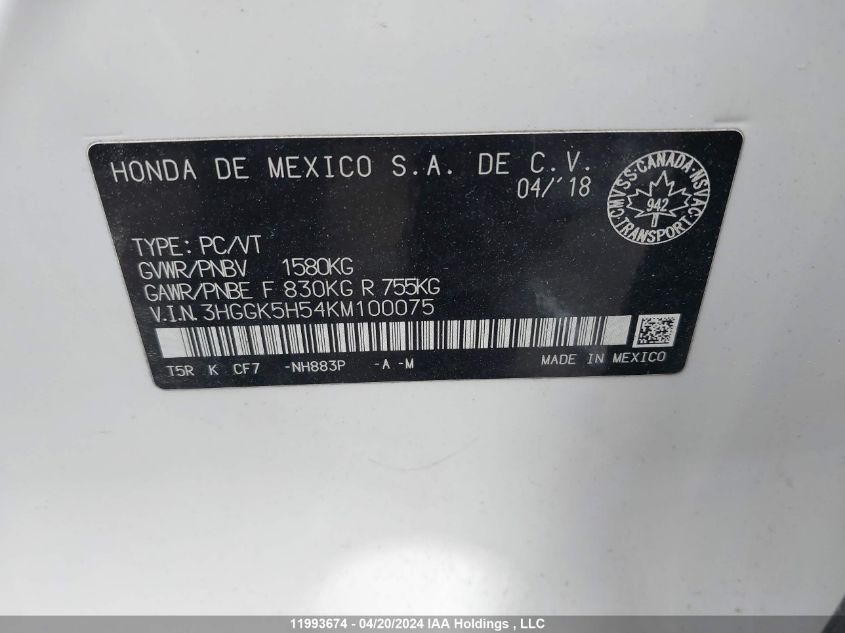 HONDA DE MEXICO S.A. DE C.V.
04/'18
CMVSS·CANADA·NSVAC
942
TRANSPORT
TYPE: PC/VT
GVWR/PNBV 1580KG
GAWR/PNBE F 830KG R 755KG
V.I.N. 3HGGK5H54KM100075
T5R K CF7 -NH883P -A -M MADE IN MEXICO
11993674 - 04/20/2024 IAA Holdings , LLC